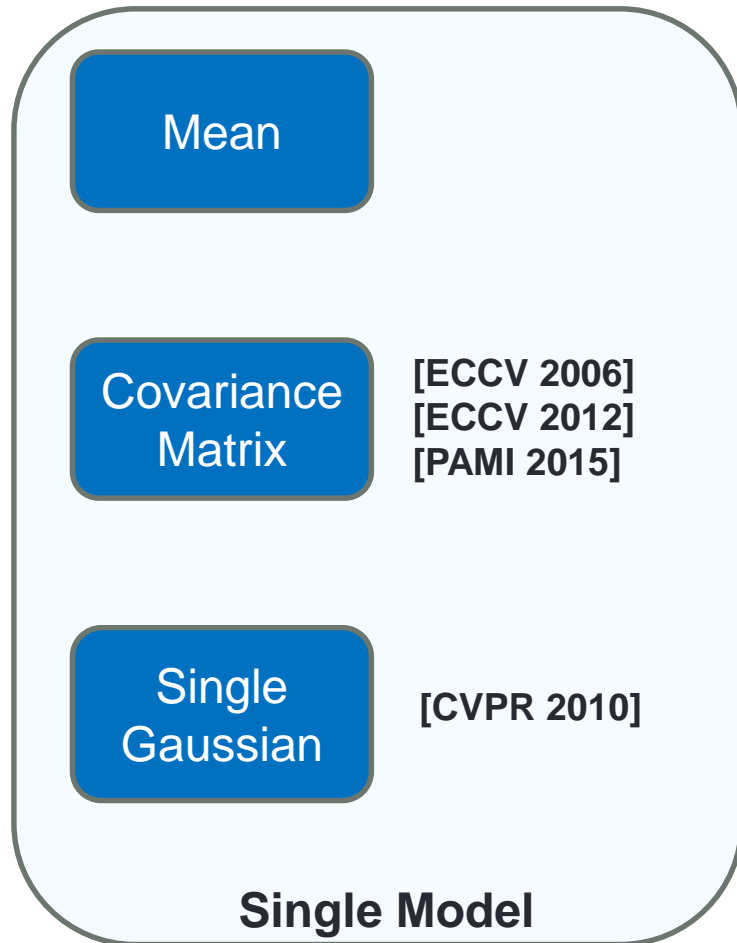 Mean
Covariance
Matrix
[ECCV 2006]
[ECCV 2012]
[PAMI 2015]
Single
Gaussian
[CVPR 2010]
Single Model